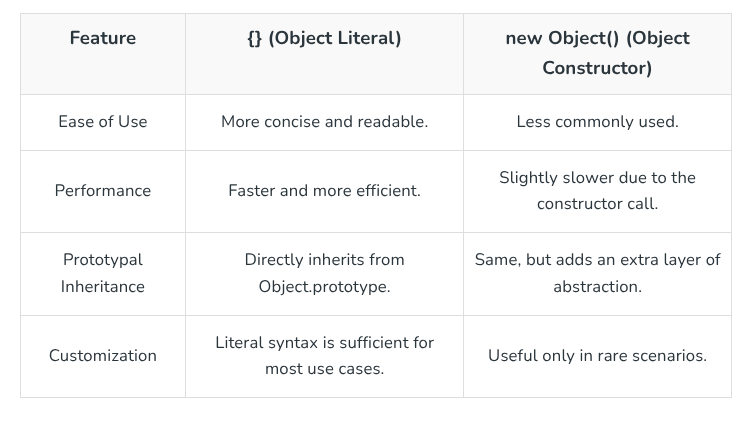 Feature
{} (Object Literal)
new Object() (Object
Constructor)
Ease of Use
More concise and readable.
Less commonly used.
Performance
Faster and more efficient.
Slightly slower due to the
constructor call.
Prototypal
Inheritance
Directly inherits from
Object.prototype.
Same, but adds an extra layer of
abstraction.
Customization
Literal syntax is sufficient for
most use cases.
Useful only in rare scenarios.